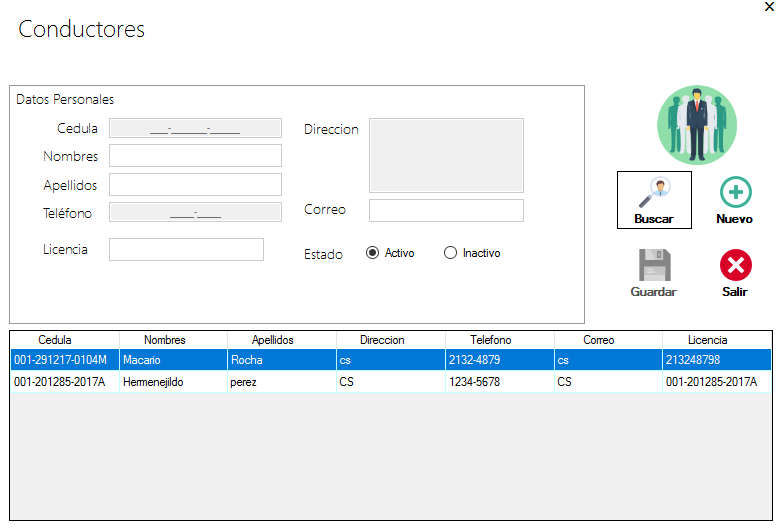 x
Conductores
Datos Personales
Cedula ___-______-_____
Nombres
Apellidos
Teléfono ____-____
Licencia
Direccion
Correo
Estado Activo Inactivo
Buscar Nuevo
Guardar Salir
Cedula Nombres Apellidos Direccion Telefono Correo Licencia
001-291217-0104M Macario Rocha cs 2132-4879 cs 213248798
001-201285-2017A Hermenejildo perez CS 1234-5678 CS 001-201285-2017A